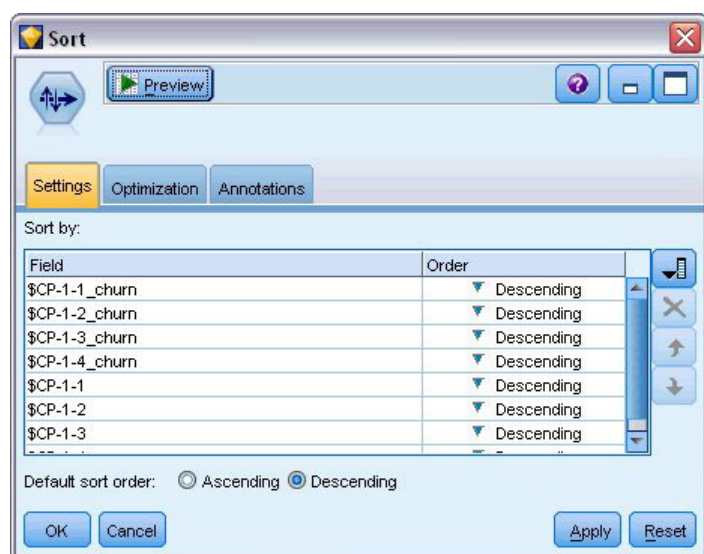 Sort
Preview
Settings Optimization Annotations
Sort by:
Field Order
$CP-1-1_churn Descending
$CP-1-2_churn Descending
$CP-1-3_churn Descending
$CP-1-4_churn Descending
$CP-1-1 Descending
$CP-1-2 Descending
$CP-1-3 Descending
Default sort order: Ascending Descending
OK Cancel Apply Reset